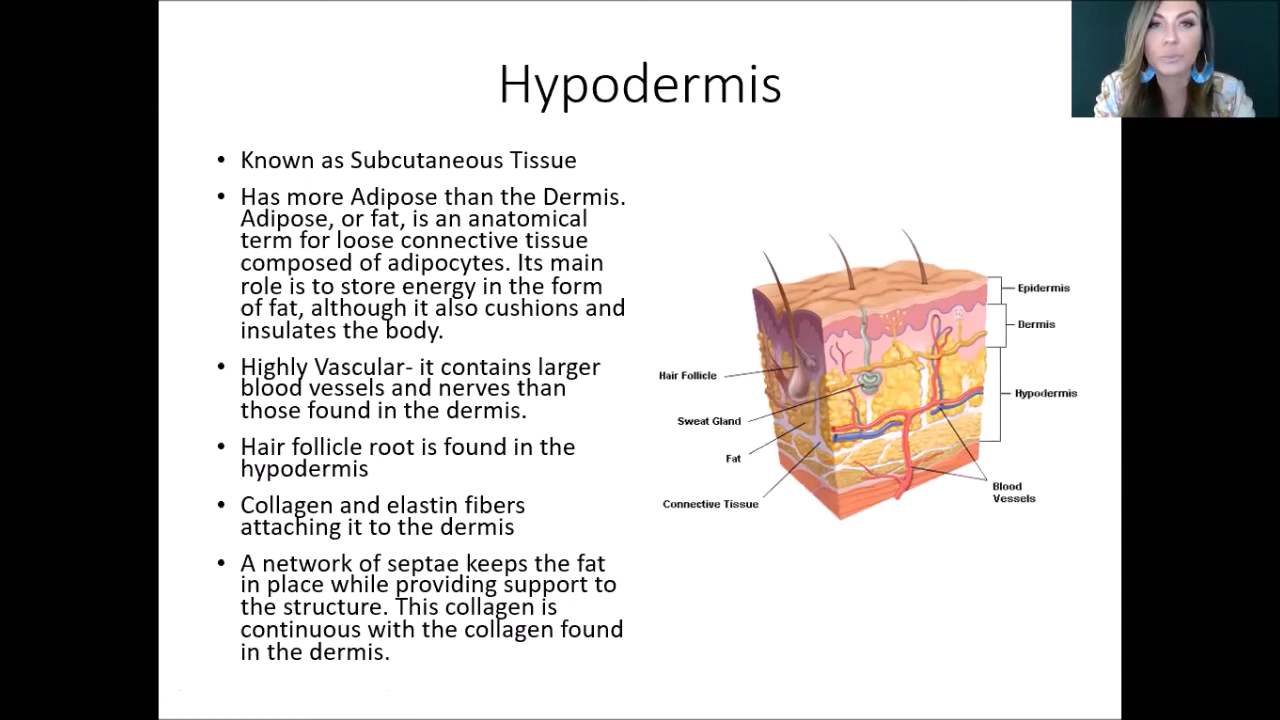 Hypodermis
• Known as Subcutaneous Tissue
• Has more Adipose than the Dermis.
Adipose, or fat, is an anatomical
term for loose connective tissue
composed of adipocytes. Its main
role is to store energy in the form
of fat, although it also cushions and
insulates the body.
• Highly Vascular- it contains larger
blood vessels and nerves than
those found in the dermis.
• Hair follicle root is found in the
hypodermis
• Collagen and elastin fibers
attaching it to the dermis
• A network of septae keeps the fat
in place while providing support to
the structure. This collagen is
continuous with the collagen found
in the dermis.
Epidermis
Dermis
Hair Follicle
Hypodermis
Sweat Gland
Fat
Connective Tissue
Blood
Vessels